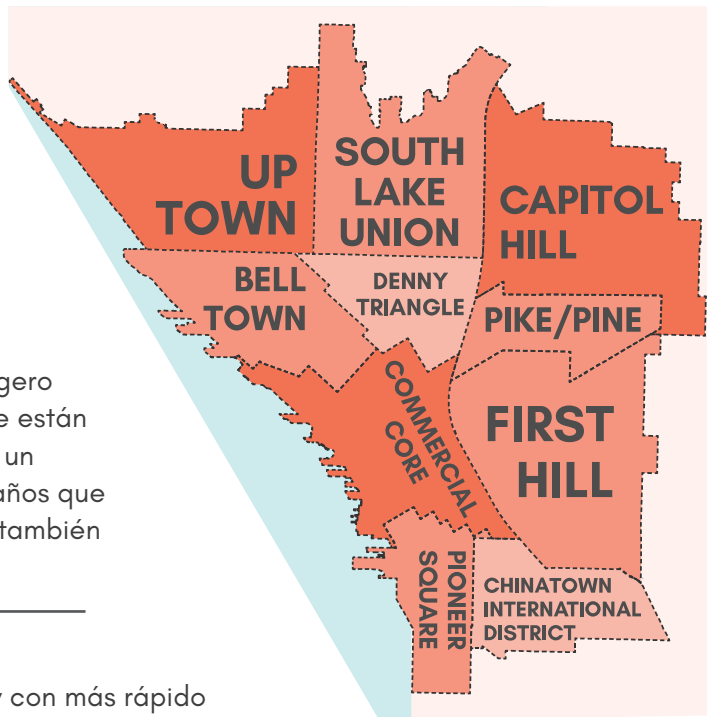 UP
TOWN
SOUTH
LAKE
UNION
CAPITOL
HILL
BELL
TOWN
DENNY
TRIANGLE
PIKE/PINE
COMMERCIAL
CORE
FIRST
HILL
PIONEER
SQUARE
CHINATOWN
INTERNATIONAL
DISTRICT
gero
e están
un
años que
también
con más rápido